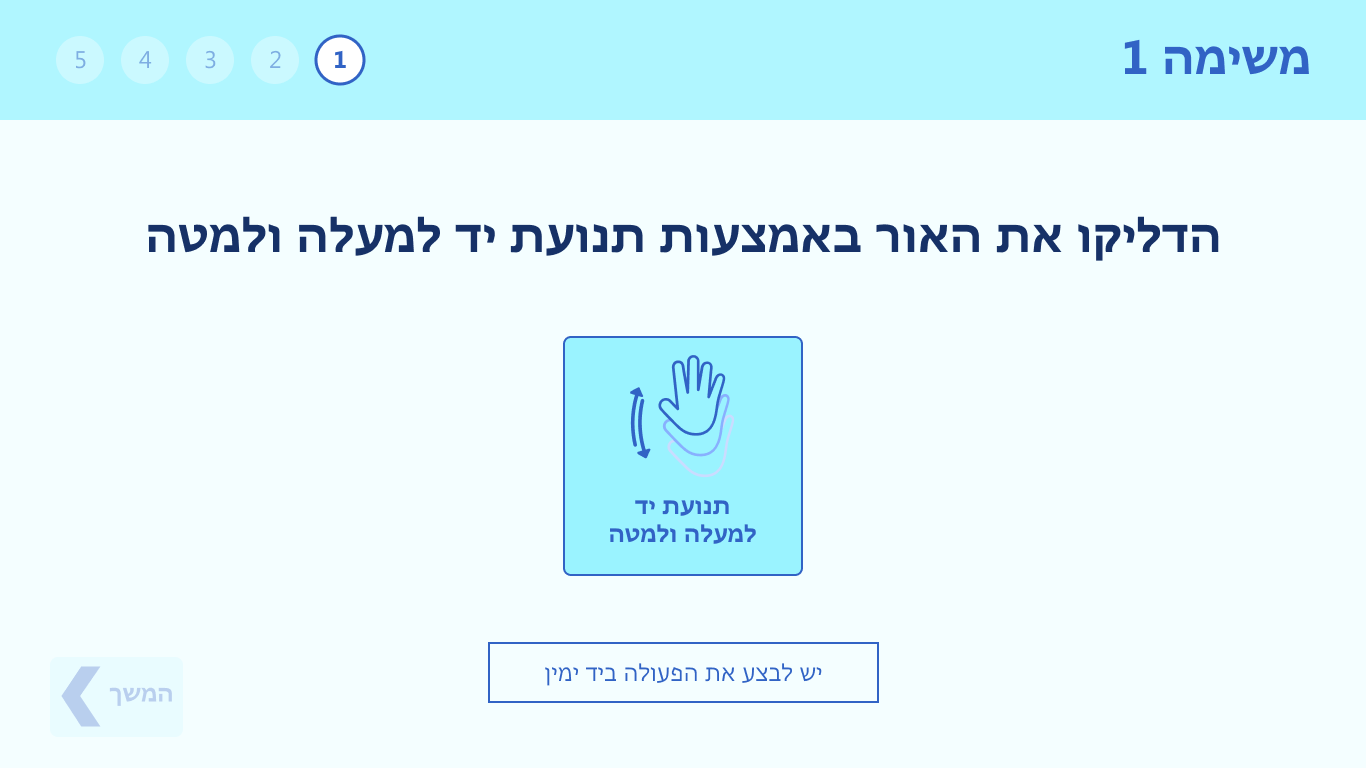 משימה 1
1
2
3
4
5
הדליקו את האור באמצעות תנועת יד למעלה ולמטה
תנועת יד
למעלה ולמטה
יש לבצע את הפעולה ביד ימין
המשך